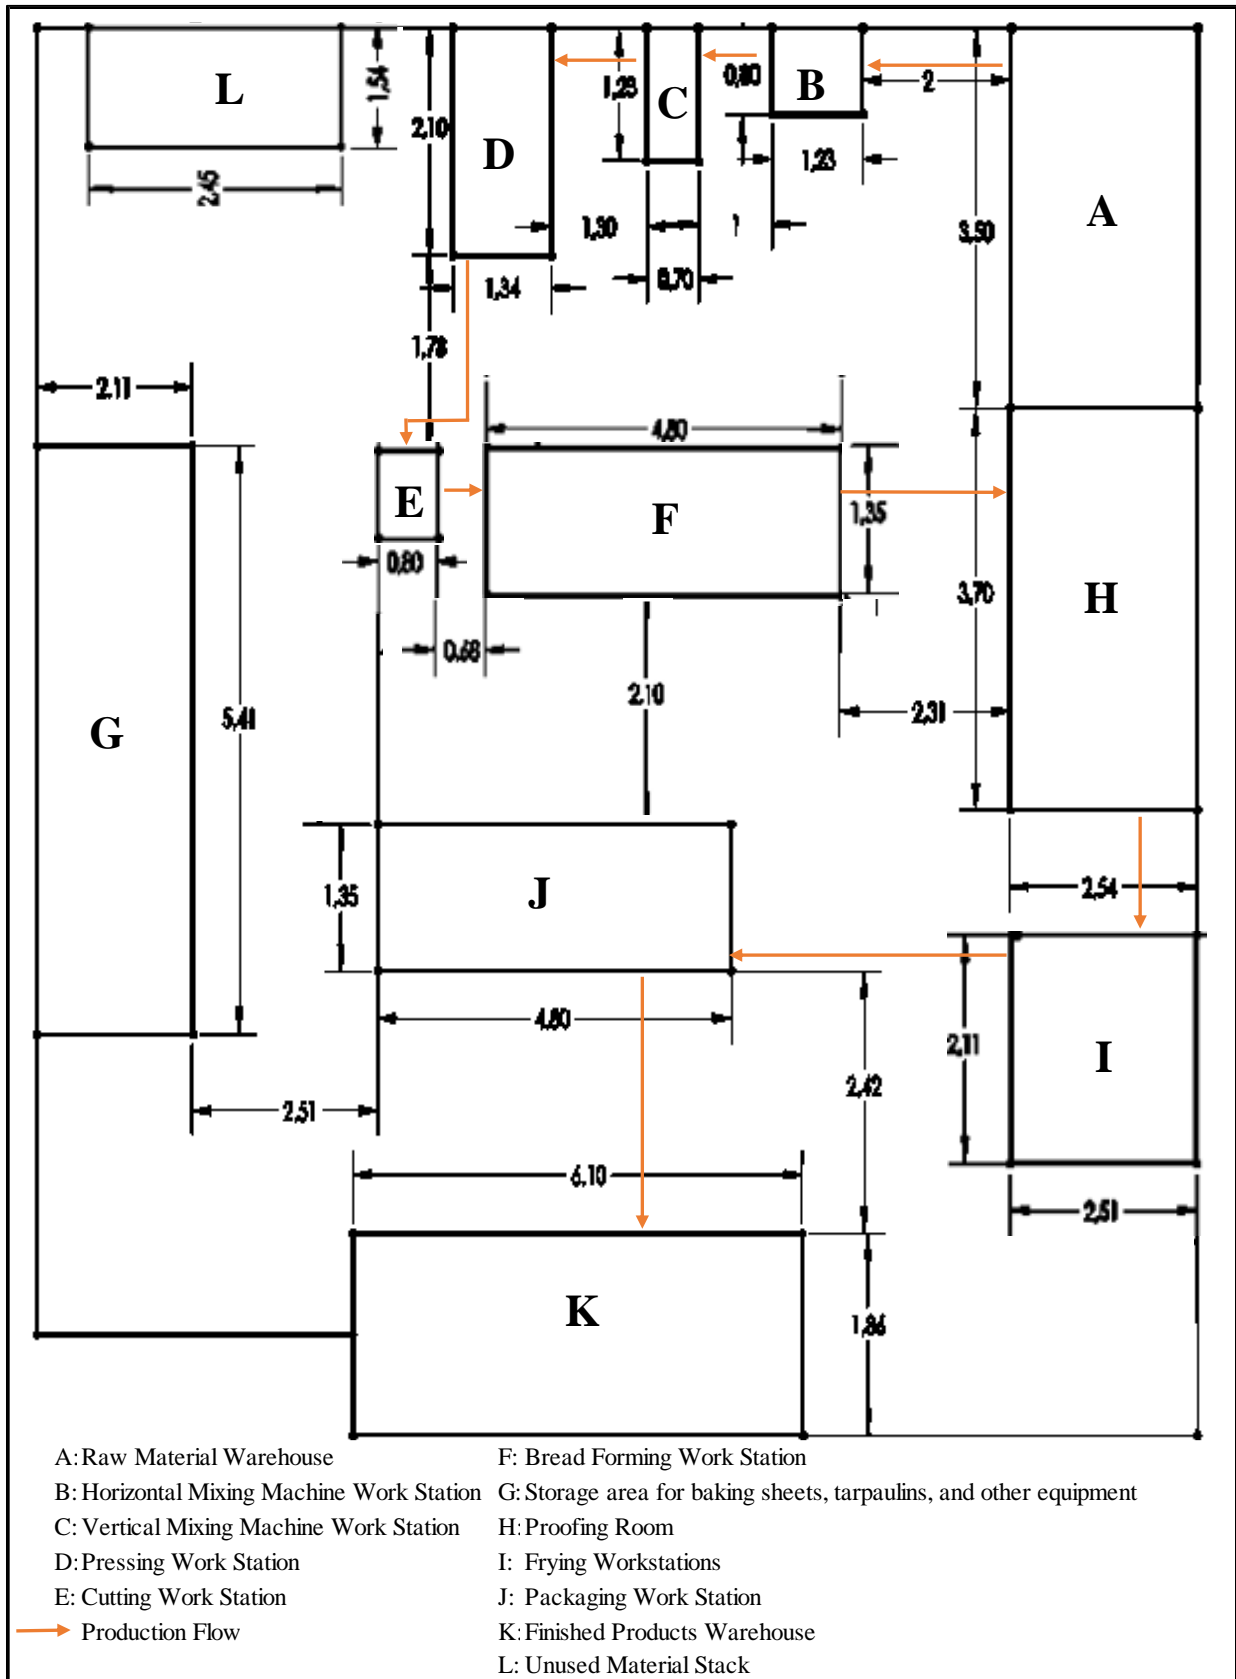 L
1,54
2,45
2,10
D
1,23
C
0,80
B
2
1,23
A
3,50
1,30
1
0,70
1,34
1,78
2.11
4,80
E
F
1,35
0,80
0.68
3,70
H
G
5,41
2.10
2,31
1,35
J
2,54
4,80
2,11
I
2,42
2,51
6.10
2,51
K
1,86
A: Raw Material Warehouse F: Bread Forming Work Station
B: Horizontal Mixing Machine Work Station G: Storage area for baking sheets, tarpaulins, and other equipment
C: Vertical Mixing Machine Work Station H: Proofing Room
D: Pressing Work Station I: Frying Workstations
E: Cutting Work Station J: Packaging Work Station
Production Flow K: Finished Products Warehouse
L: Unused Material Stack